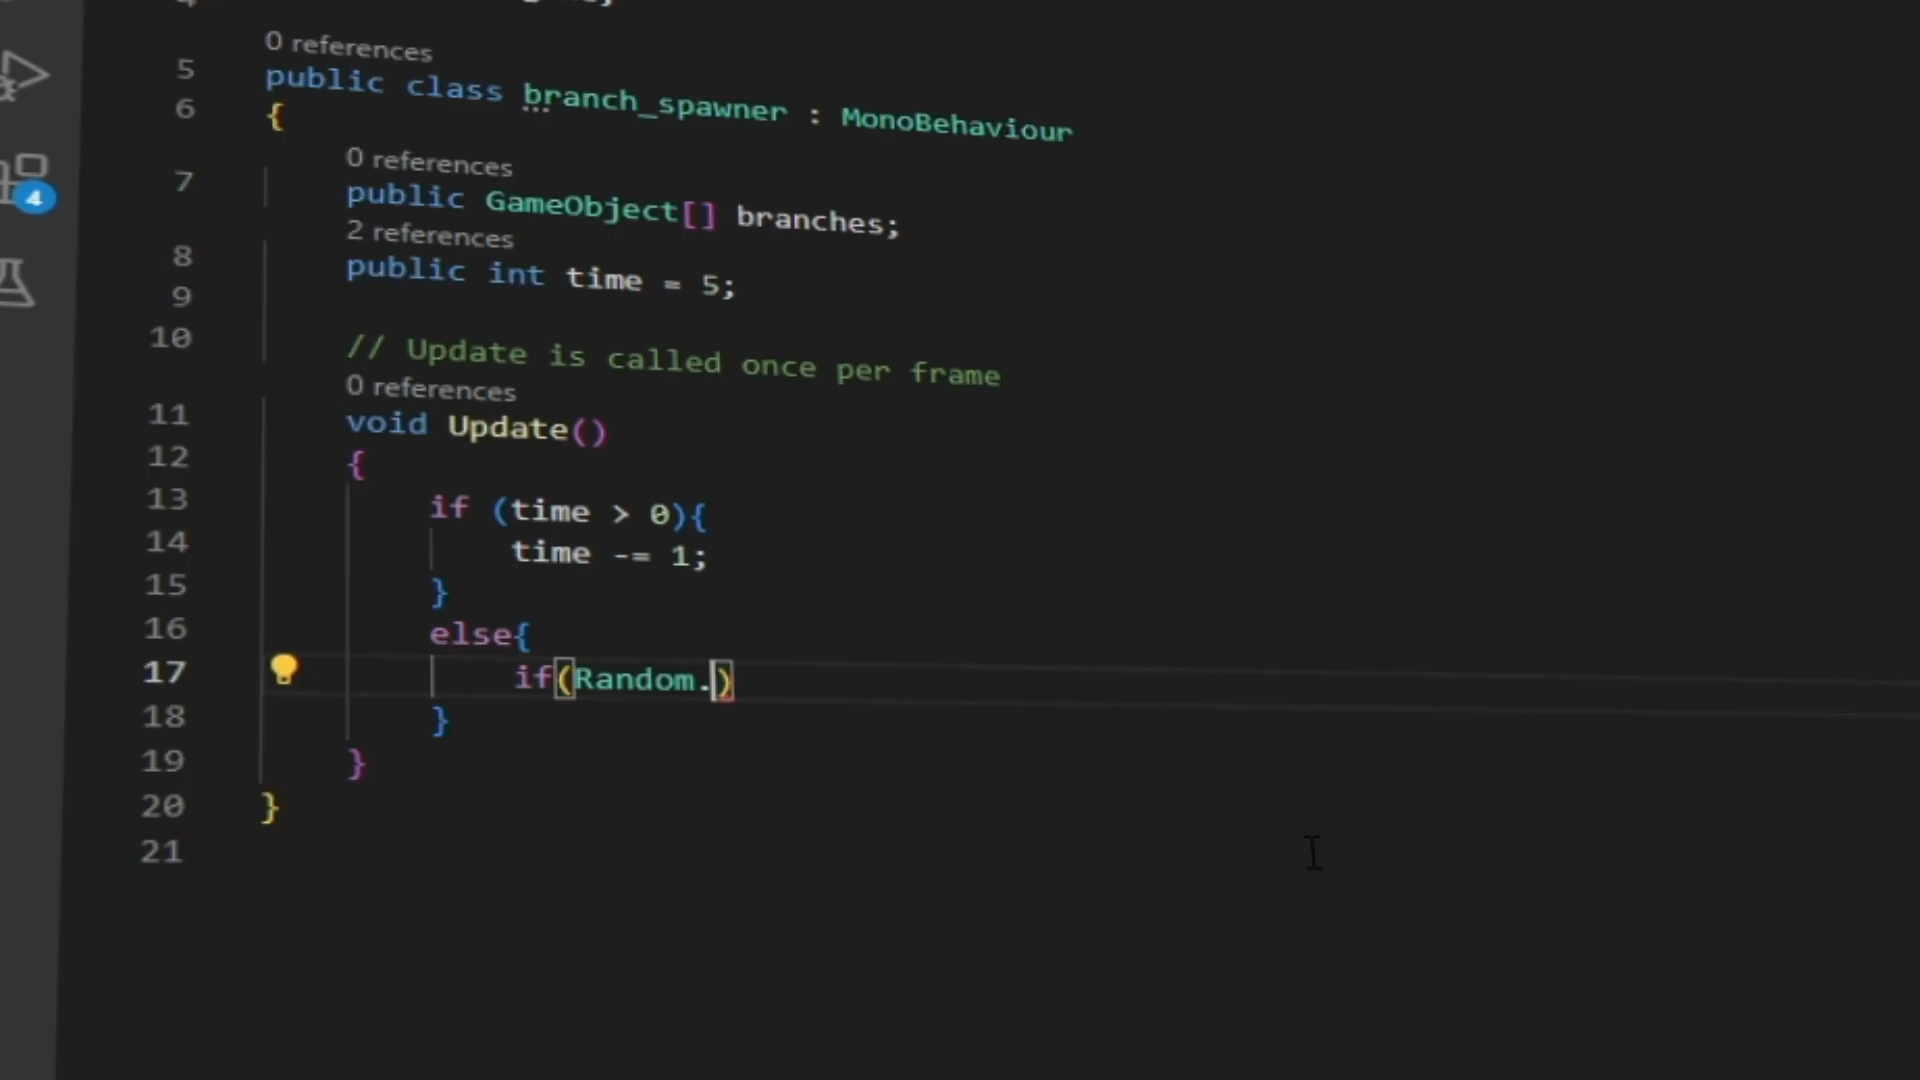 0 references
5 public class branch_spawner : MonoBehaviour
6 {
0 references
7 public GameObject[] branches;
2 references
8 public int time = 5;
9
10 // Update is called once per frame
0 references
11 void Update()
12 {
13 if (time > 0){
14 time -= 1;
15 }
16 else{
17 if(Random.)
18 }
19 }
20 }
21
4